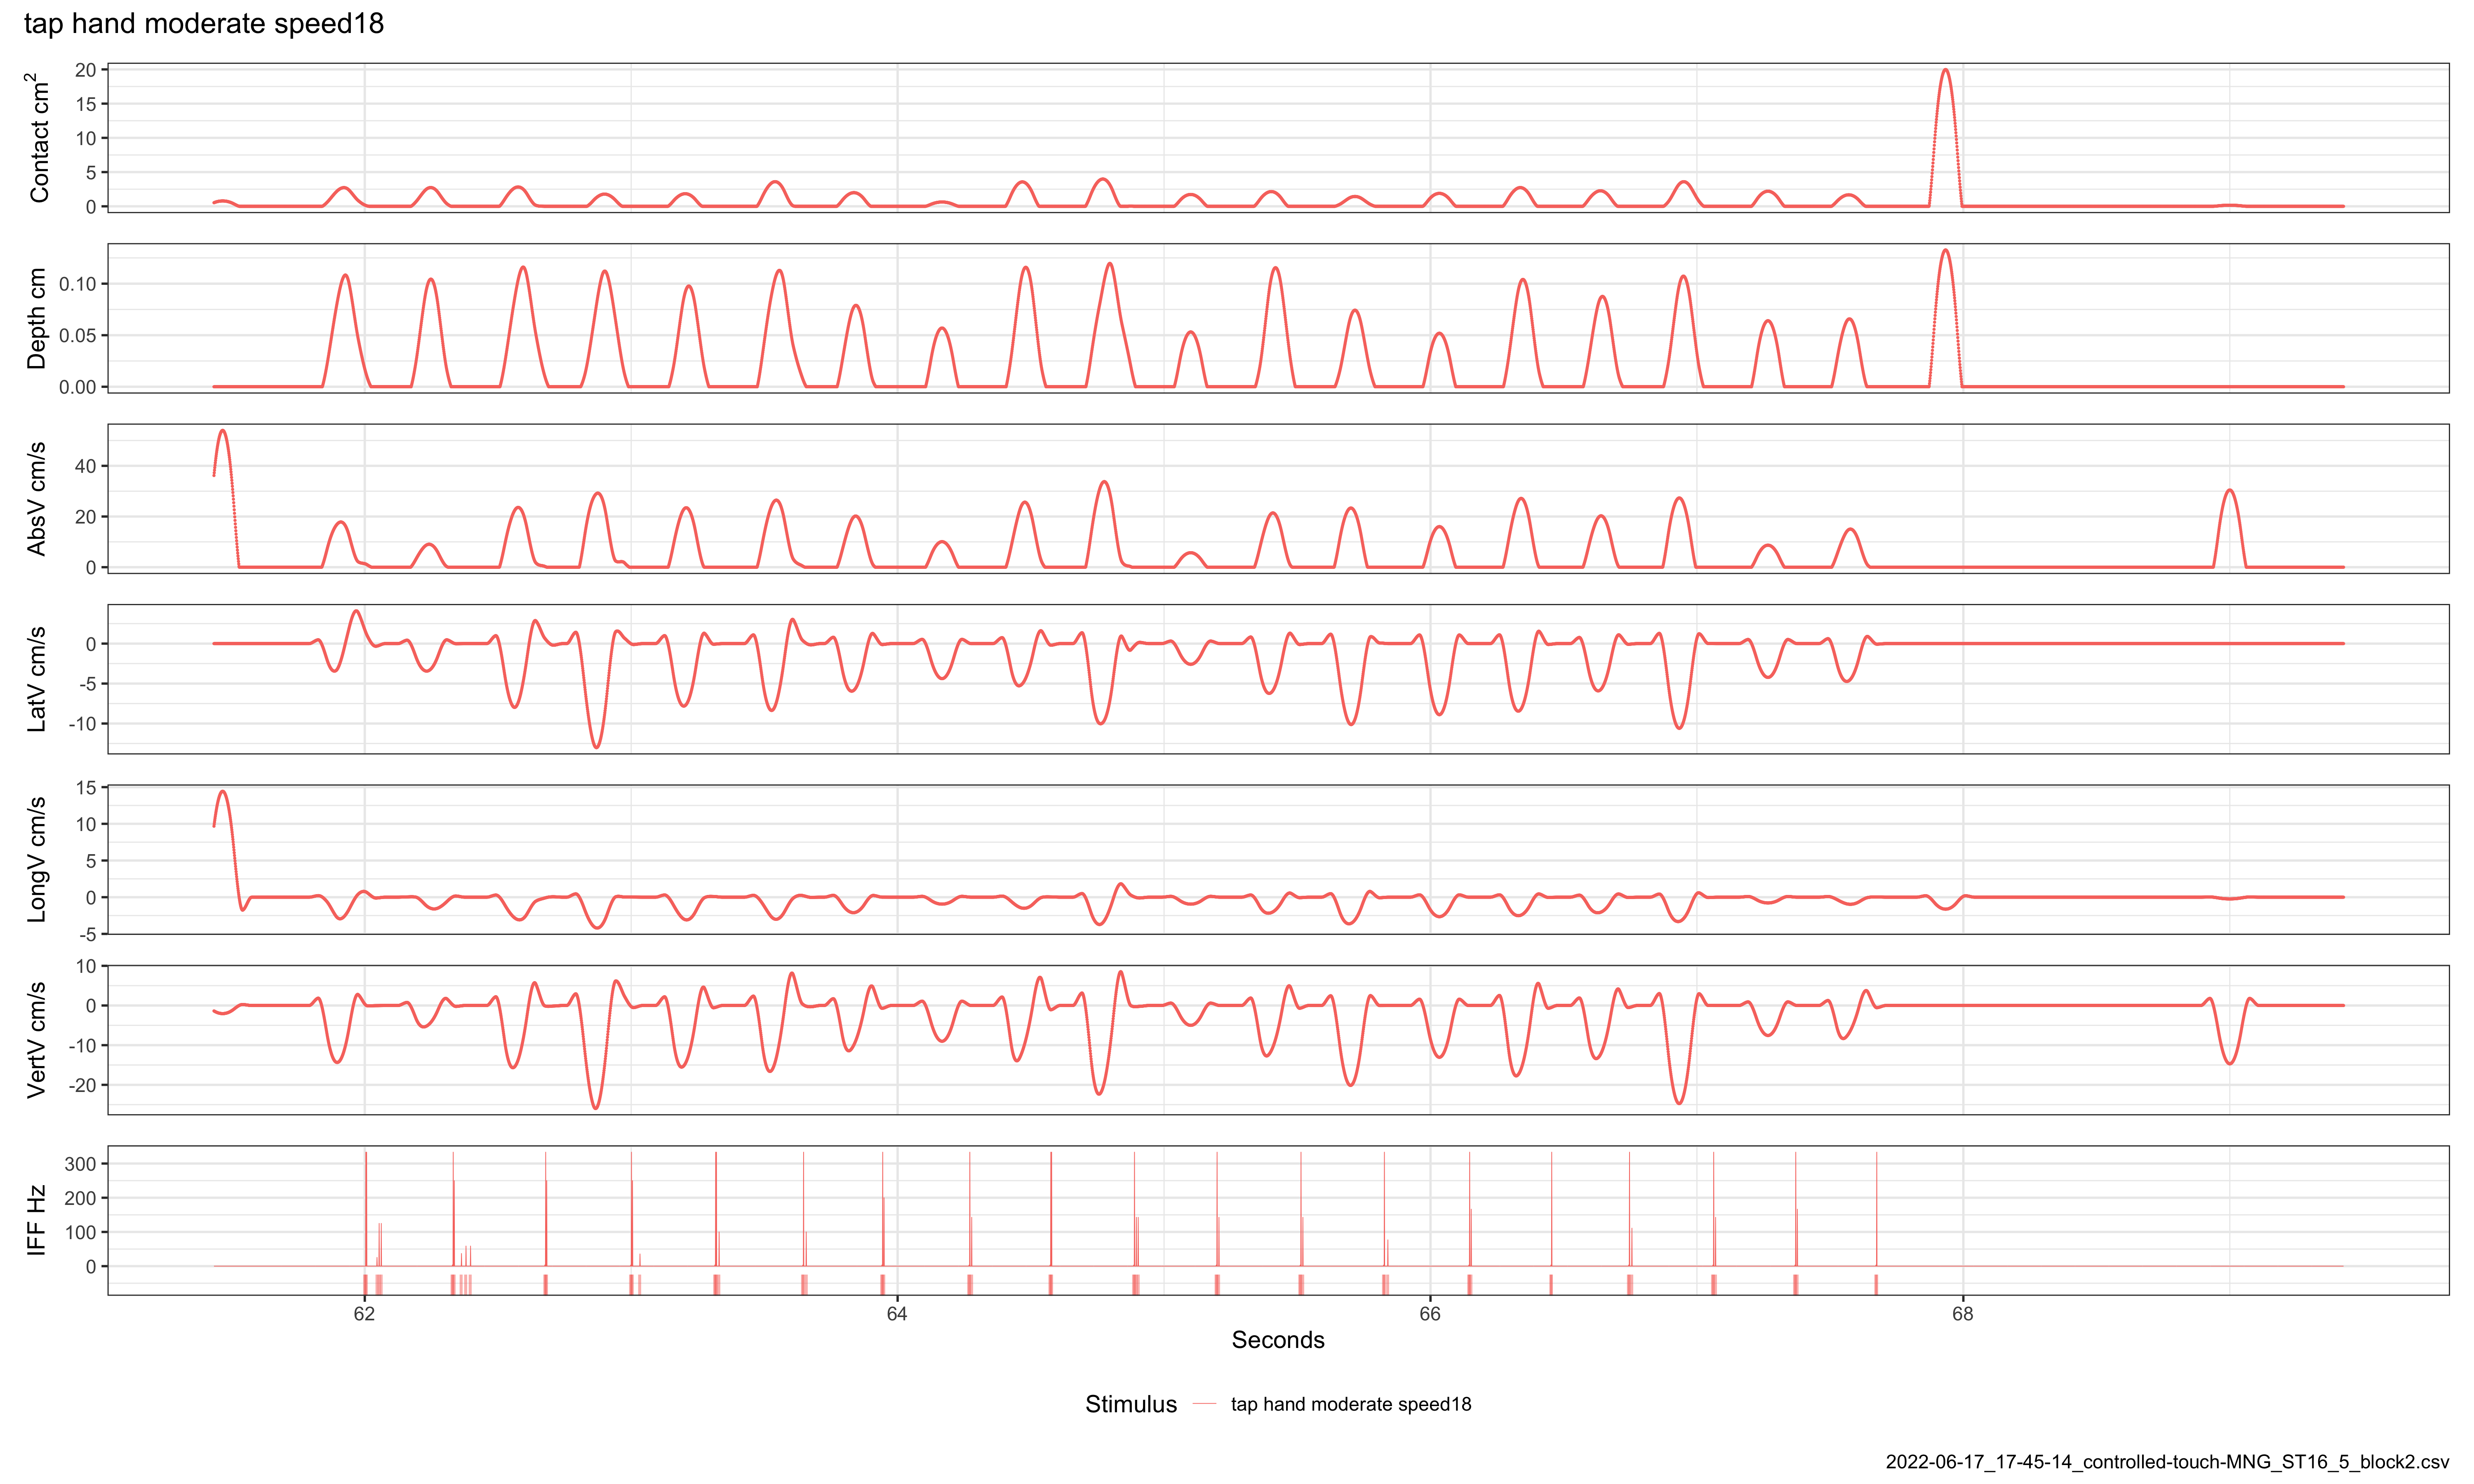 tap hand moderate speed18
Contact cm²
20
15
10
5
0
Depth cm
0.10
0.05
0.00
AbsV cm/s
40
20
0
LatV cm/s
0
-5
-10
LongV cm/s
15
10
5
0
-5
VertV cm/s
10
0
-10
-20
IFF Hz
300
200
100
0
62 64 66 68
Seconds
Stimulus tap hand moderate speed18
2022-06-17_17-45-14_controlled-touch-MNG_ST16_5_block2.csv